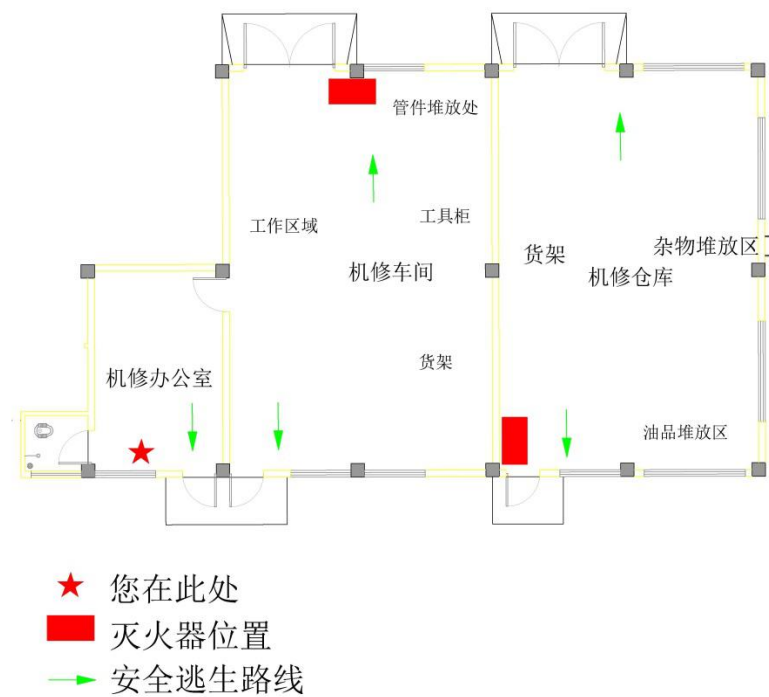 管件堆放处
工作区域
工具柜
机修车间
货架
杂物堆放区
机修仓库
机修办公室
货架
油品堆放区
您在此处
灭火器位置
安全逃生路线